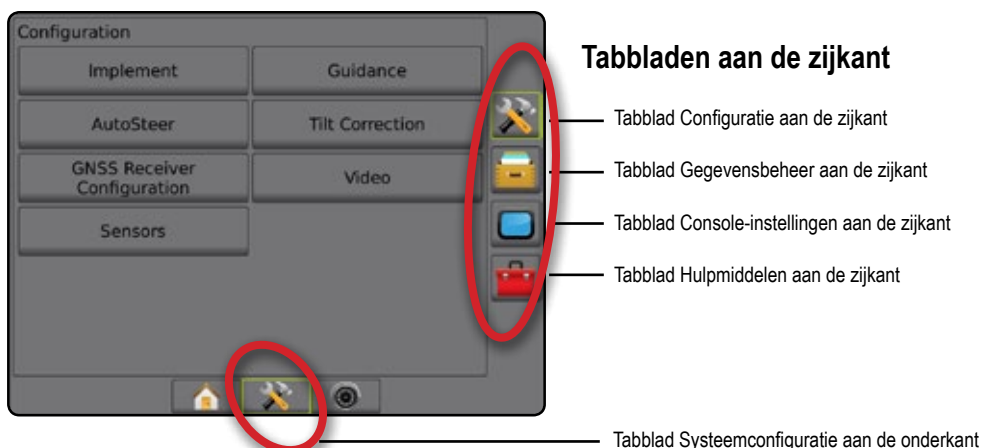 Configuration
Implement
Guidance
AutoSteer
Tilt Correction
GNSS Receiver
Configuration
Video
Sensors
Tabbladen aan de zijkant
Tabblad Configuratie aan de zijkant
Tabblad Gegevensbeheer aan de zijkant
Tabblad Console-instellingen aan de zijkant
Tabblad Hulpmiddelen aan de zijkant
Tabblad Systeemconfiguratie aan de onderkant